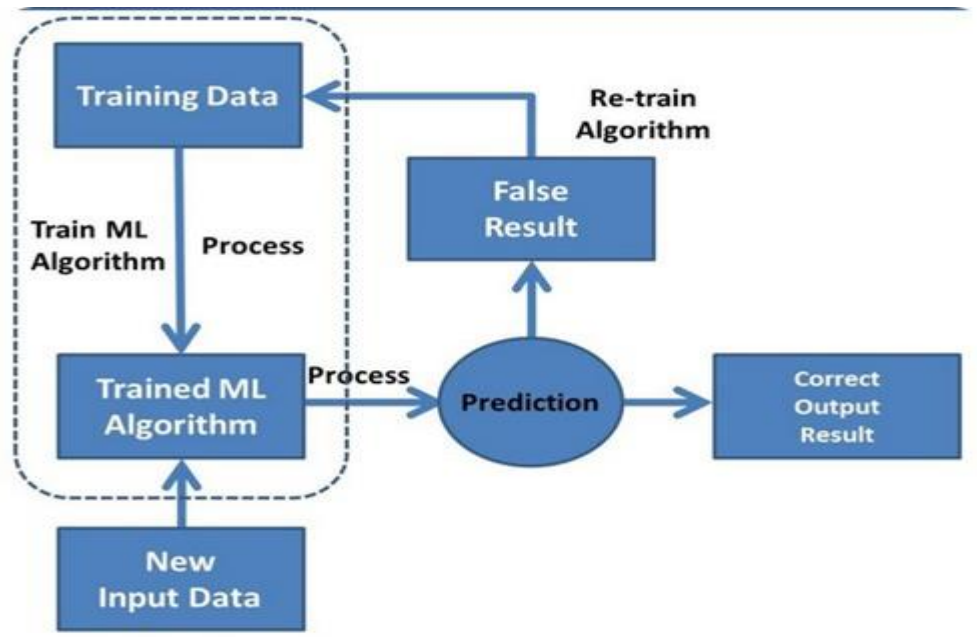 Training Data
Re-train
Algorithm
False
Result
Train ML
Algorithm
Process
Trained ML
Algorithm
Process
Prediction
Correct
Output
Result
New
Input Data